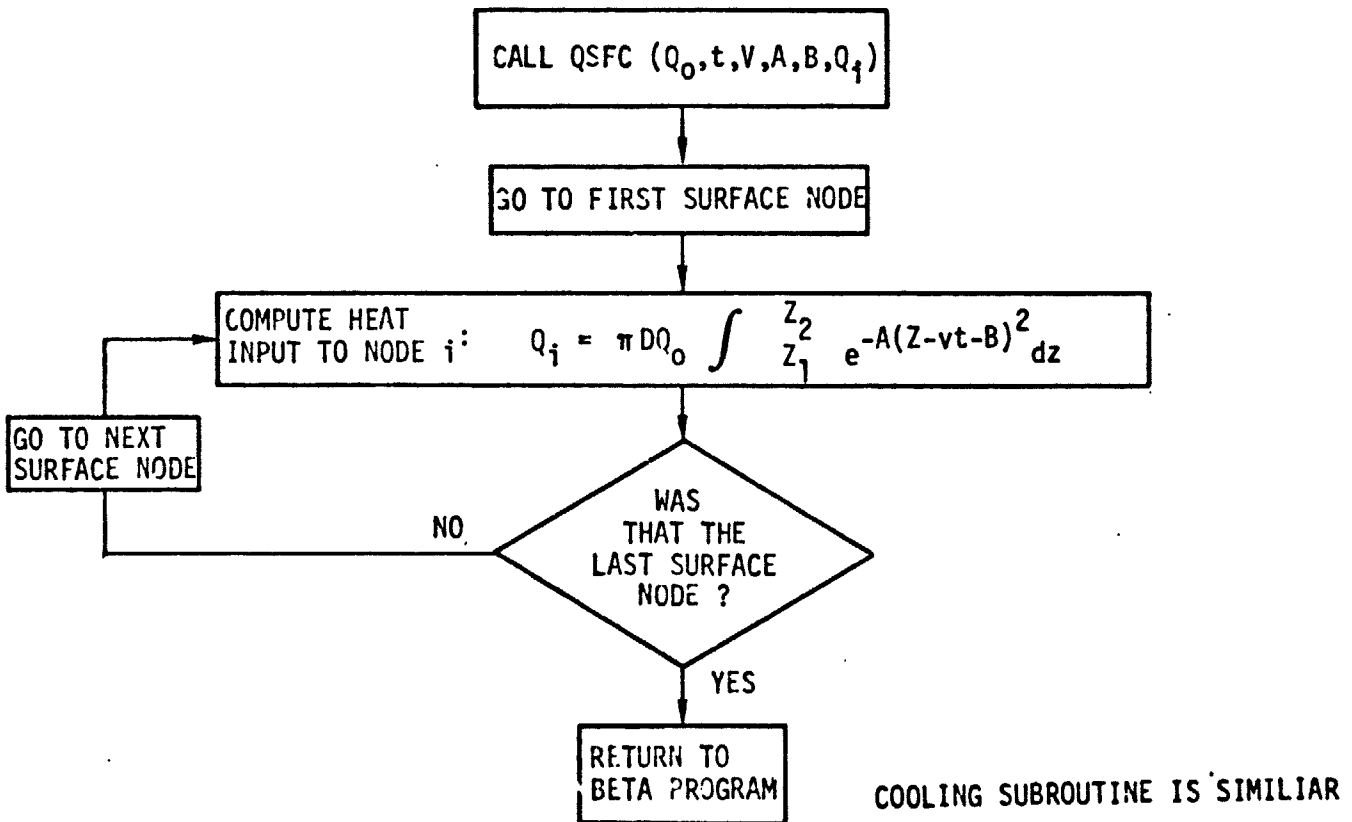 CALL QSFC (Q₀,t,V,A,B,Qᵢ)
GO TO FIRST SURFACE NODE
COMPUTE HEAT
INPUT TO NODE i: Qᵢ = π DQ₀ ∫ Z₁ Z₂ e^-A(Z-vt-B)² dz
GO TO NEXT
SURFACE NODE
WAS
THAT THE
LAST SURFACE
NODE ?
NO
YES
RETURN TO
BETA PROGRAM
COOLING SUBROUTINE IS SIMILIAR